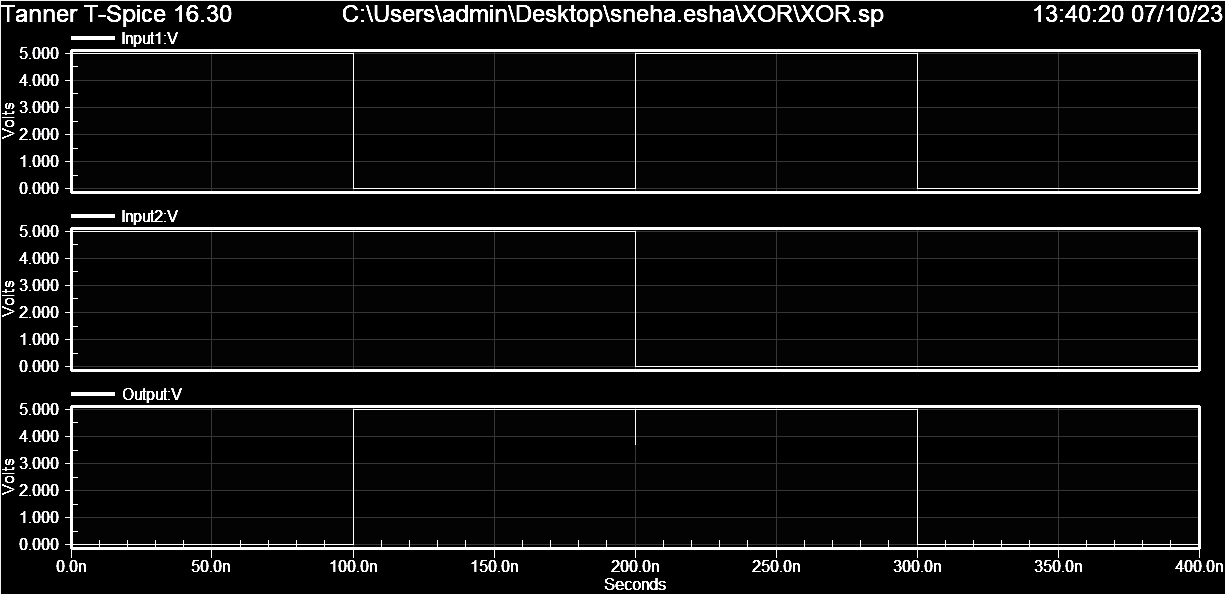 Tanner T-Spice 16.30 C:\Users\admin\Desktop\sneha.esha\XOR\XOR.sp 13:40:20 07/10/23
Input1:V
5.000
4.000
3.000
2.000
1.000
0.000
Volts
Input2:V
5.000
4.000
3.000
2.000
1.000
0.000
Volts
Output:V
5.000
4.000
3.000
2.000
1.000
0.000
Volts
0.0n 50.0n 100.0n 150.0n 200.0n 250.0n 300.0n 350.0n 400.0n
Seconds